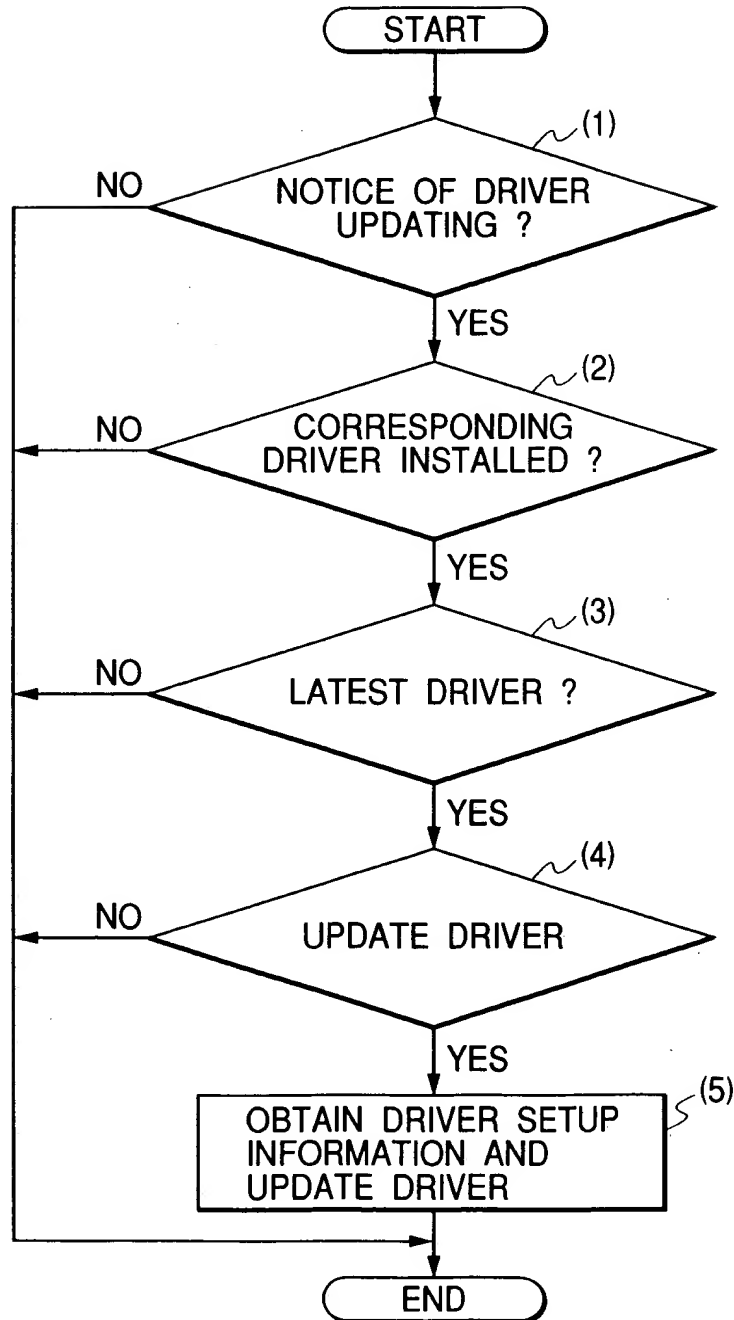 START
(1)
NO
NOTICE OF DRIVER
UPDATING ?
YES
(2)
NO
CORRESPONDING
DRIVER INSTALLED ?
YES
(3)
NO
LATEST DRIVER ?
YES
(4)
NO
UPDATE DRIVER
YES
(5)
OBTAIN DRIVER SETUP
INFORMATION AND
UPDATE DRIVER
END